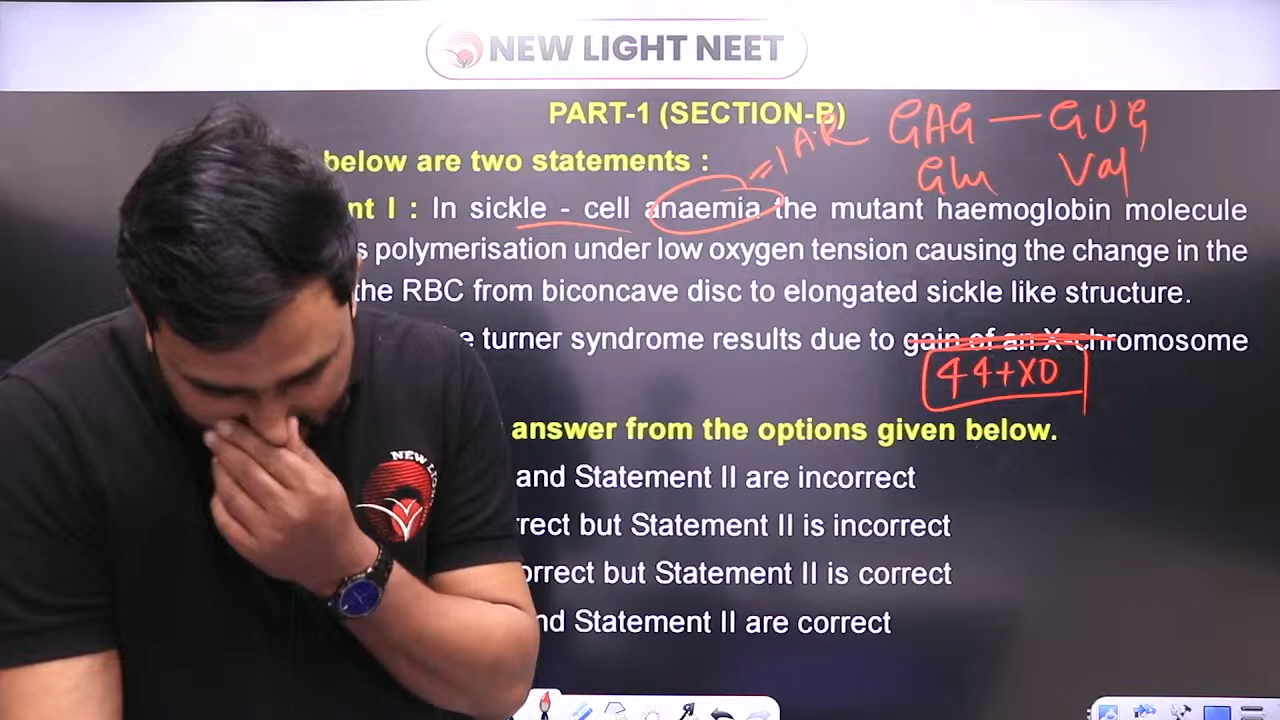 NEW LIGHT NEET
PART-1 (SECTION-B)
= 1 A.R
GAG — GUG
Glu Val
below are two statements :
nt I : In sickle - cell anaemia the mutant haemoglobin molecule
s polymerisation under low oxygen tension causing the change in the
the RBC from biconcave disc to elongated sickle like structure.
e turner syndrome results due to gain of an X chromosome
44+XO
answer from the options given below.
and Statement II are incorrect
rrect but Statement II is incorrect
orrect but Statement II is correct
nd Statement II are correct
NEW LIG